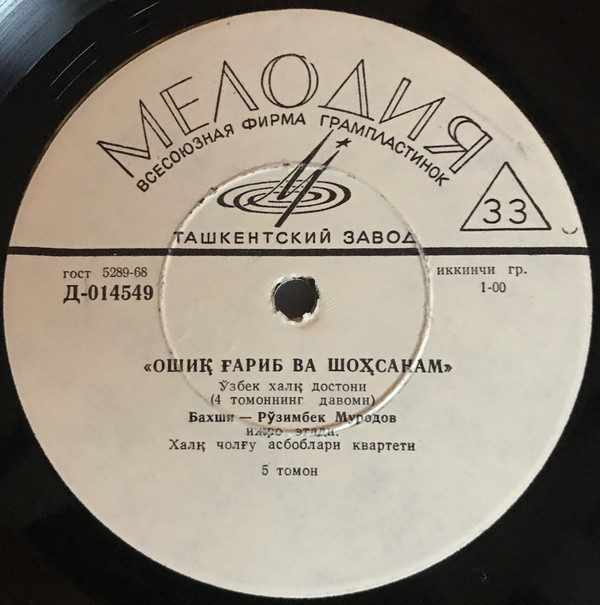 МЕЛОДИЯ
ВСЕСОЮЗНАЯ ФИРМА ГРАМПЛАСТИНОК
33
ТАШКЕНТСКИЙ ЗАВОД
гост 5289-68
Д-014549
иккинчи гр.
1-00
«ОШИҚ ҒАРИБ ВА ШОҲСАНАМ»
Ўзбек халқ достони
(4 томоннинг давоми)
Бахши — Рўзимбек Муродов
ижро этади.
Халқ чолғу асбоблари квартети
5 томон